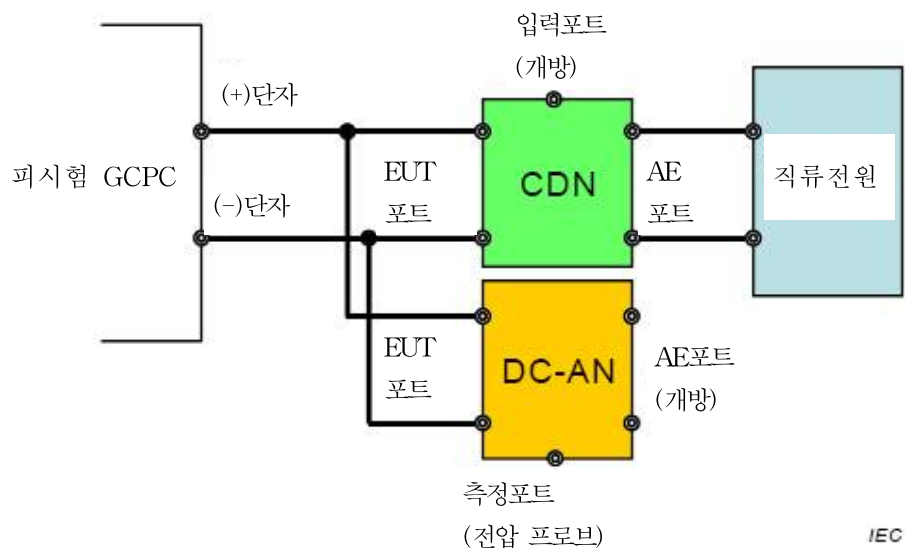 입력포트
(개방)
(+)단자
피시험 GCPC
EUT
포트
CDN
AE
포트
직류전원
(-)단자
EUT
포트
DC-AN
AE포트
(개방)
측정포트
(전압 프로브)
IEC